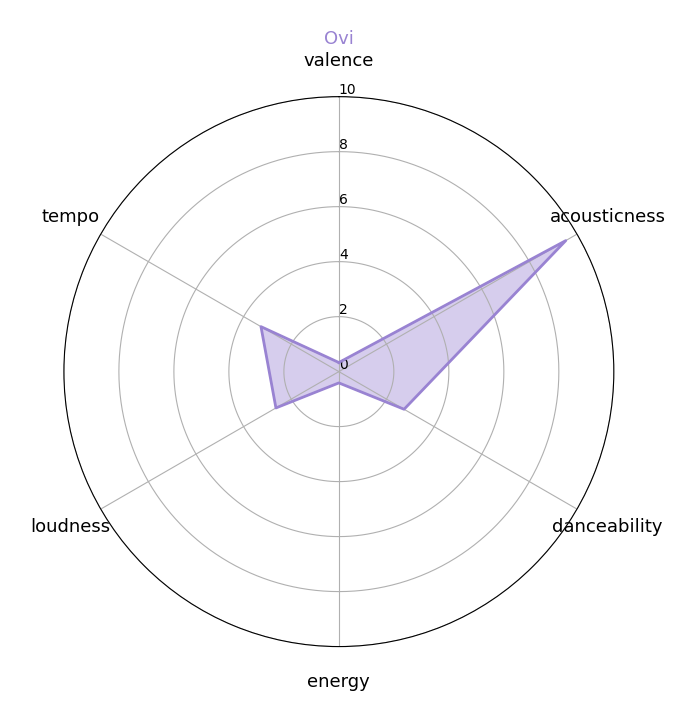 Ovi
valence
10
8
6
4
2
0
tempo
acousticness
loudness
danceability
energy